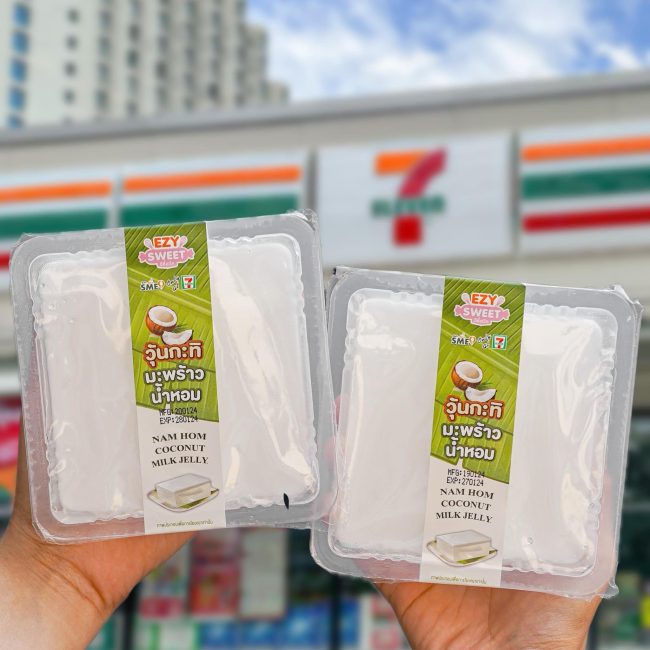 7
ELEVEN
EZY
SWEET
SME
7
วุ้นกะทิ
มะพร้าว
น้ำหอม
MFG:200124
EXP:280124
NAM HOM
COCONUT
MILK JELLY
EZY
SWEET
SME
7
วุ้นกะทิ
มะพร้าว
น้ำหอม
MFG:190124
EXP:270124
NAM HOM
COCONUT
MILK JELLY